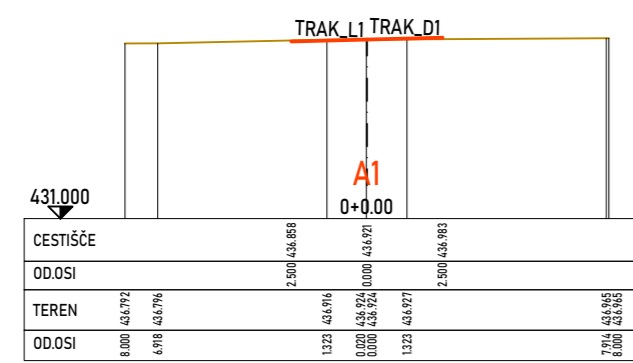 TRAK_L1 TRAK_D1
A1
431.000
0+0.00
CESTIŠČE 436.858 436.921 436.983
OD.OSI 2.500 0.000 2.500
TEREN 436.792 436.796 436.916 436.924 436.924 436.927 436.965 436.965
OD.OSI 8.000 6.918 1.323 0.020 0.000 1.323 7.914 8.000